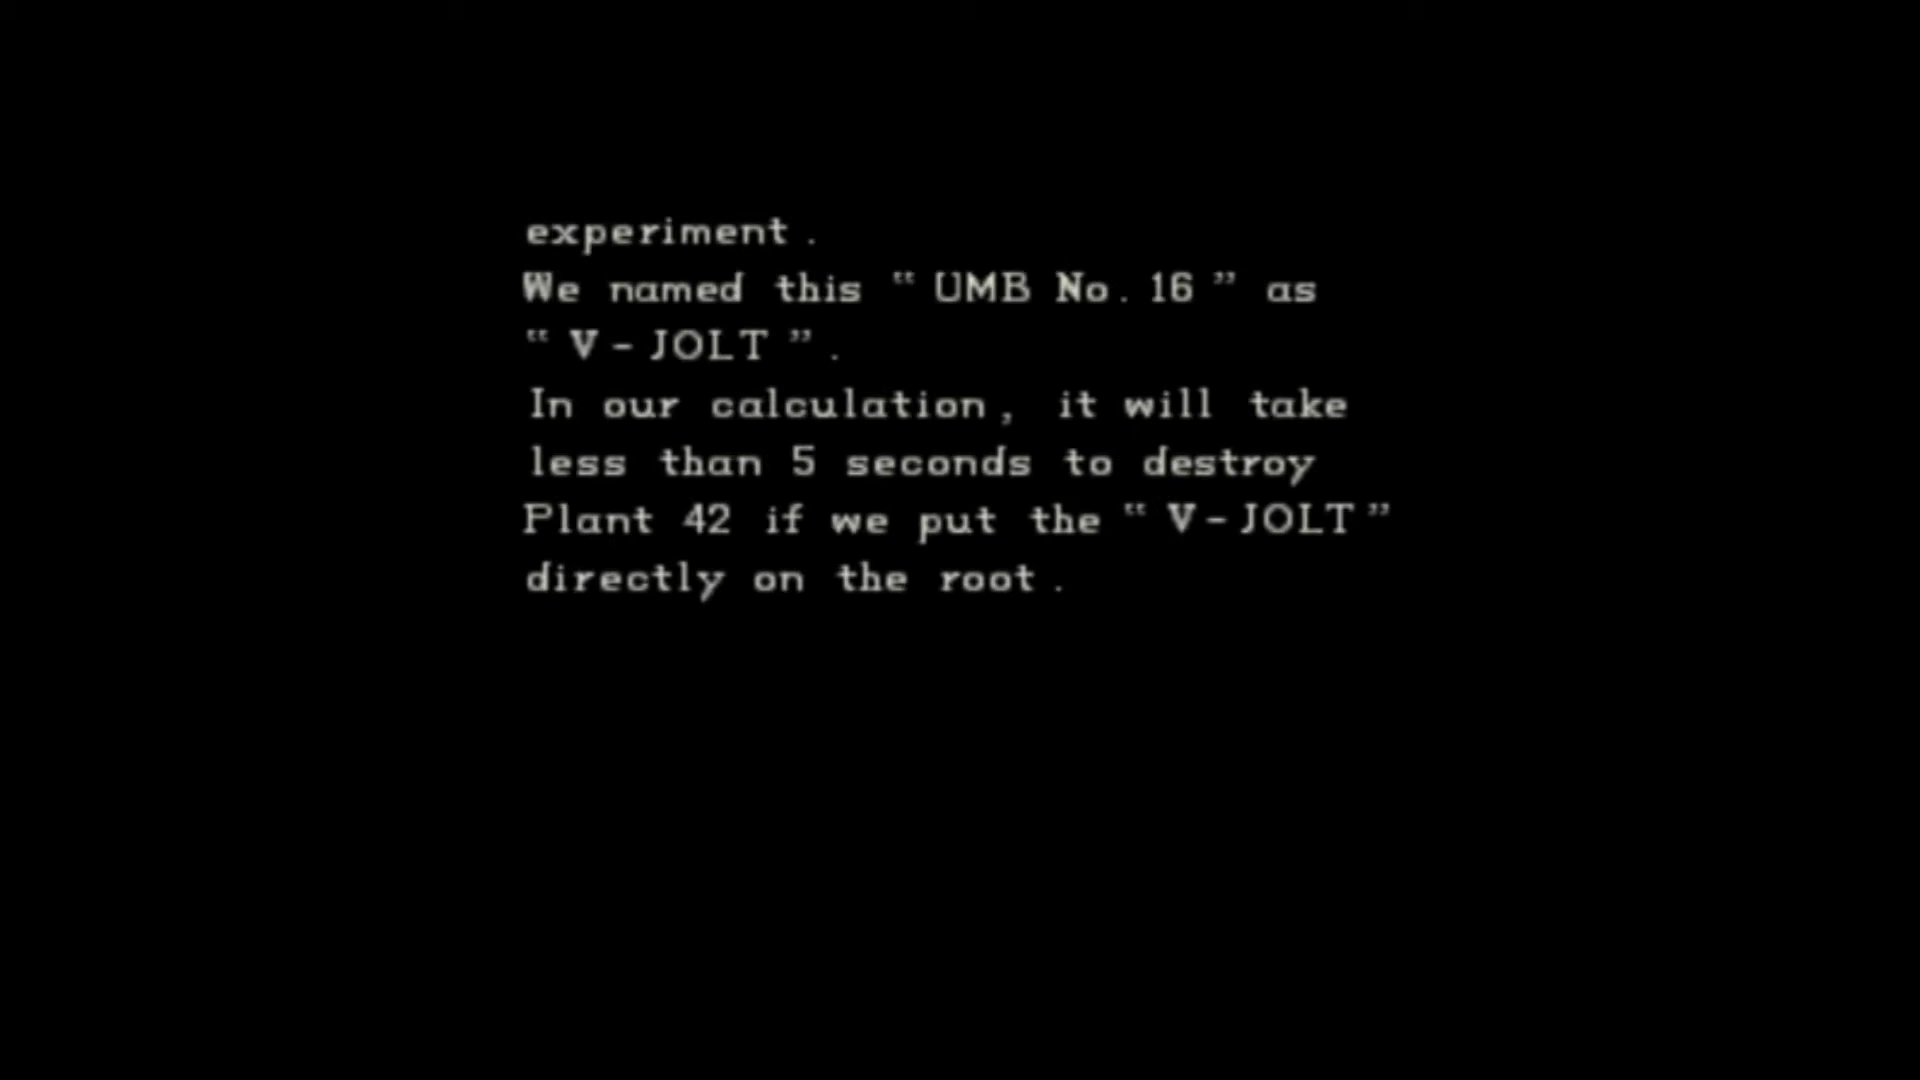 experiment.
We named this “UMB No.16” as
“V-JOLT”.
In our calculation, it will take
less than 5 seconds to destroy
Plant 42 if we put the “V-JOLT”
directly on the root.